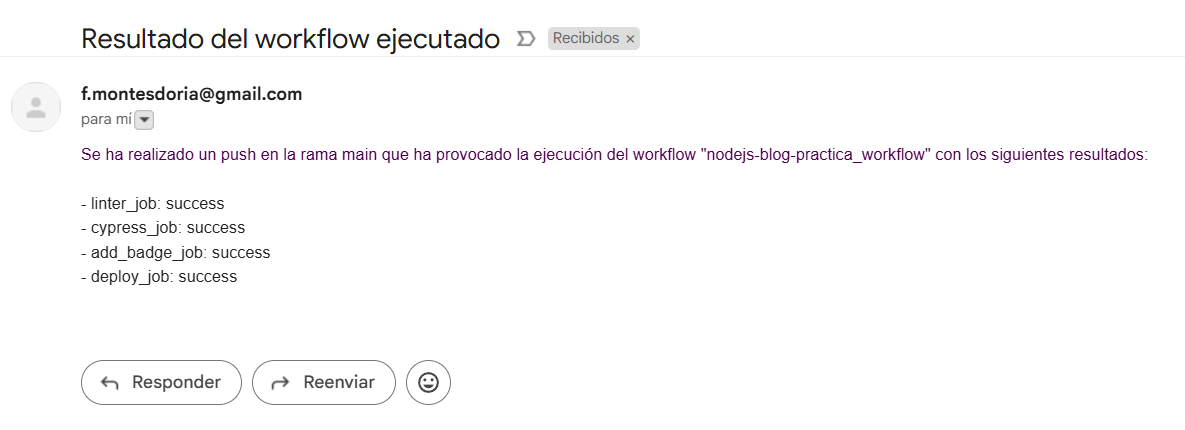 Resultado del workflow ejecutado
Recibidos ×
f.montesdoria@gmail.com
para mí
Se ha realizado un push en la rama main que ha provocado la ejecución del workflow "nodejs-blog-practica_workflow" con los siguientes resultados:
- linter_job: success
- cypress_job: success
- add_badge_job: success
- deploy_job: success
Responder
Reenviar